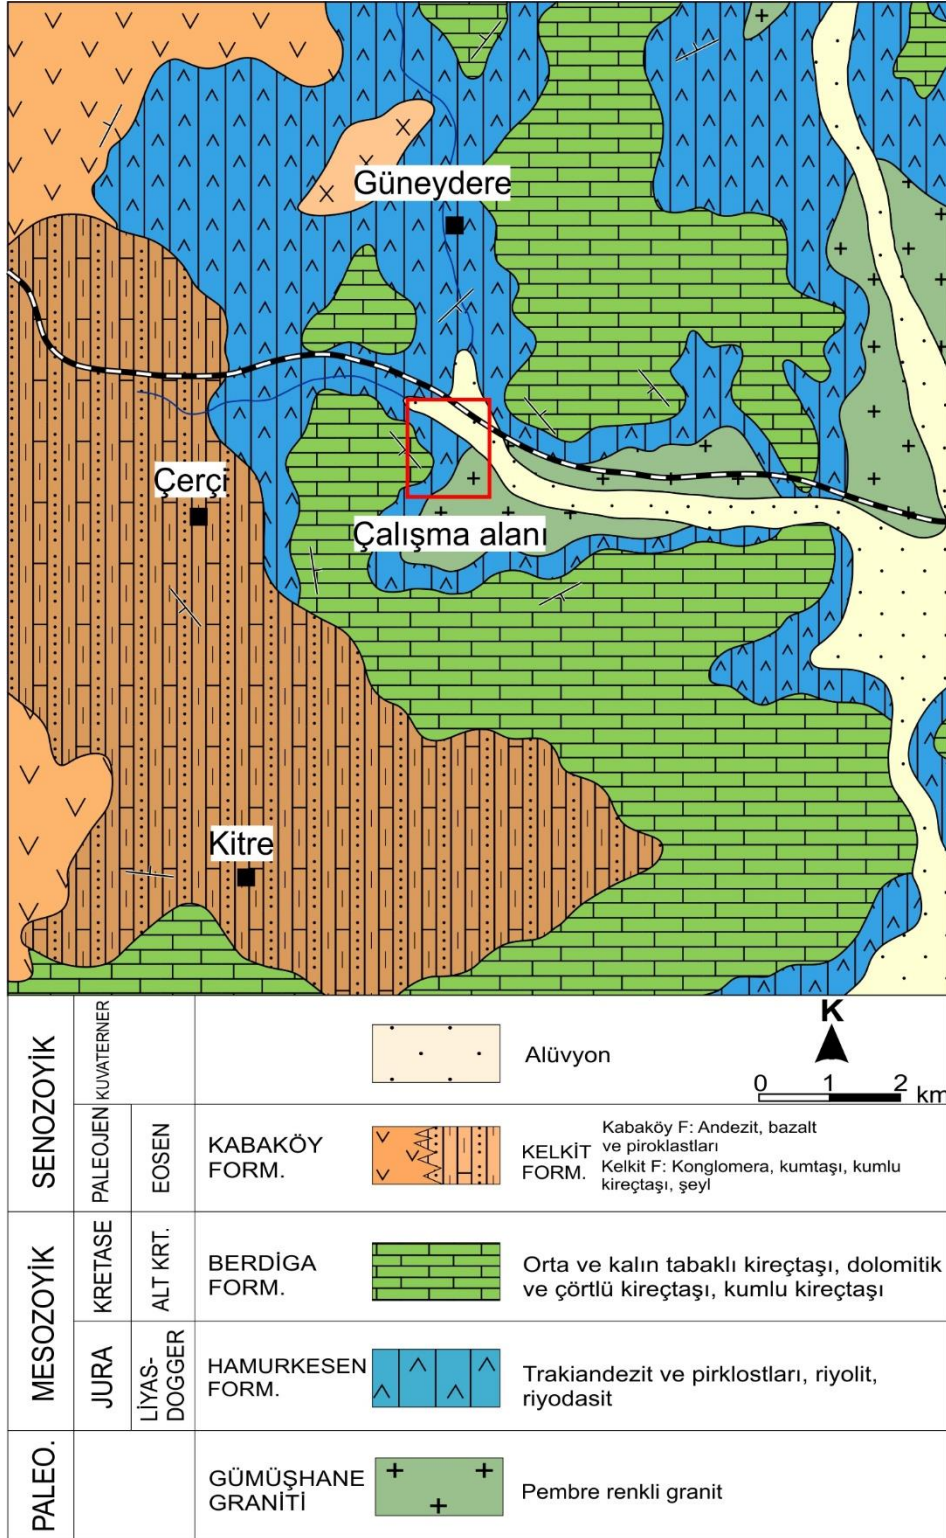 Güneydere
Çerçi
Çalışma alanı
Kitre
SENOZOYİK
KUVATERNER
Alüvyon
K
0 1 2 km
PALEOJEN
EOSEN
KABAKÖY
FORM.
KELKİT
FORM.
Kabaköy F: Andezit, bazalt
ve piroklastları
Kelkit F: Konglomera, kumtaşı, kumlu
kireçtaşı, şeyl
MESOZOYİK
KRETASE
ALT KRT.
BERDİGA
FORM.
Orta ve kalın tabaklı kireçtaşı, dolomitik
ve çörtlü kireçtaşı, kumlu kireçtaşı
JURA
LİYAS-
DOGGER
HAMURKESEN
FORM.
Trakiandezit ve pirklostları, riyolit,
riyodasit
PALEO.
GÜMÜŞHANE
GRANİTİ
Pembre renkli granit